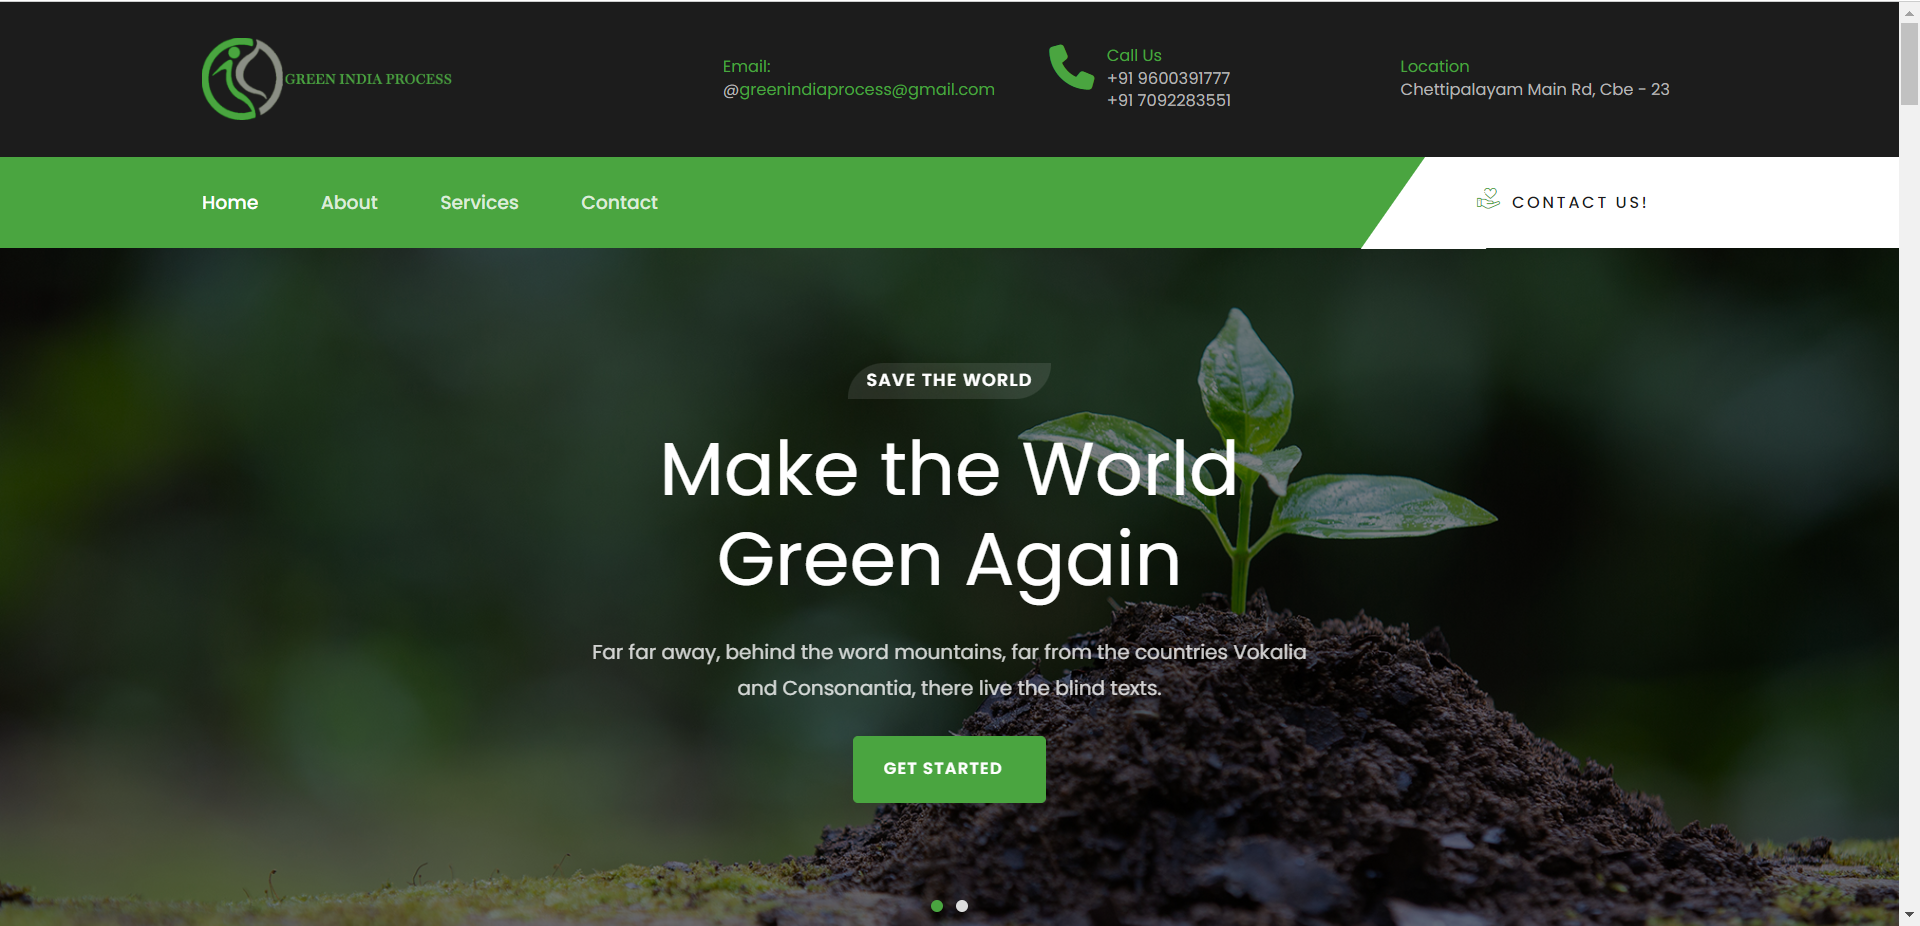 GREEN INDIA PROCESS
Email:
@greenindiaprocess@gmail.com
Call Us
+91 9600391777
+91 7092283551
Location
Chettipalayam Main Rd, Cbe - 23
Home
About
Services
Contact
CONTACT US!
SAVE THE WORLD
Make the World
Green Again
Far far away, behind the word mountains, far from the countries Vokalia
and Consonantia, there live the blind texts.
GET STARTED